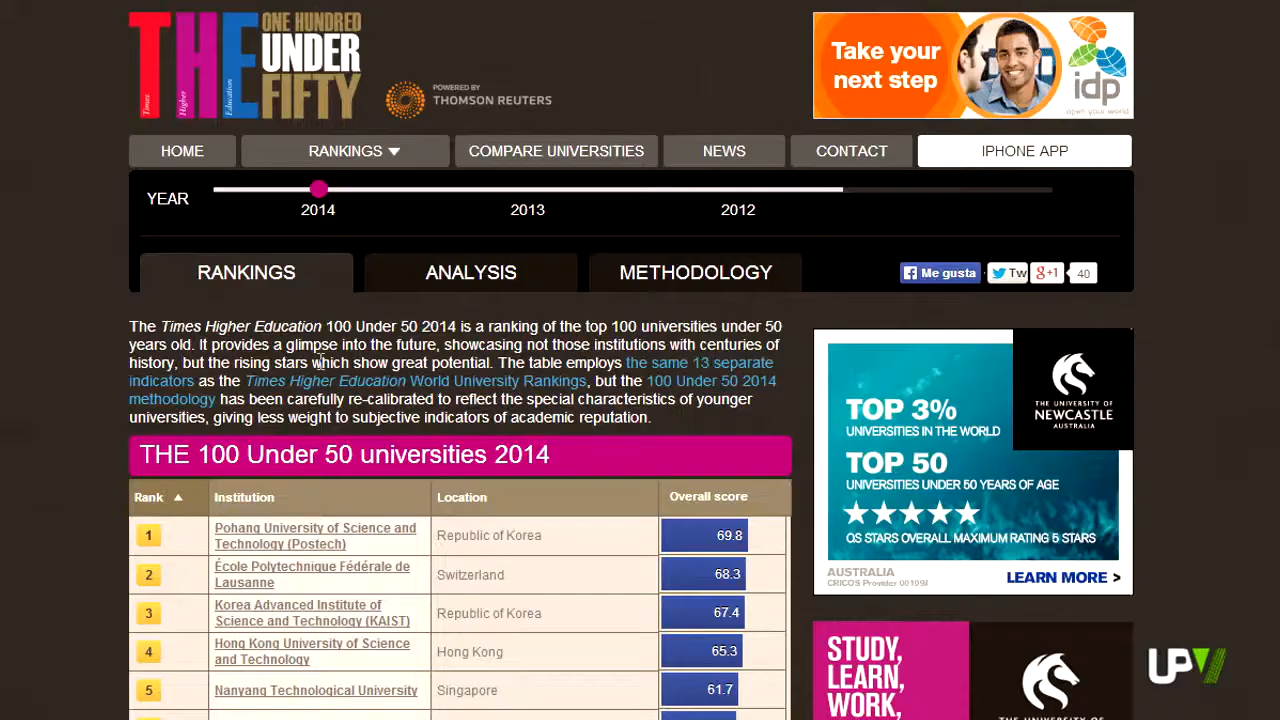 THE
Times
Higher
Education
ONE HUNDRED
UNDER
FIFTY
POWERED BY
THOMSON REUTERS
Take your
next step
idp
open your world
HOME
RANKINGS
COMPARE UNIVERSITIES
NEWS
CONTACT
IPHONE APP
YEAR
2014
2013
2012
RANKINGS
ANALYSIS
METHODOLOGY
Me gusta
Tw
g+1
40
The Times Higher Education 100 Under 50 2014 is a ranking of the top 100 universities under 50
years old. It provides a glimpse into the future, showcasing not those institutions with centuries of
history, but the rising stars which show great potential. The table employs the same 13 separate
indicators as the Times Higher Education World University Rankings, but the 100 Under 50 2014
methodology has been carefully re-calibrated to reflect the special characteristics of younger
universities, giving less weight to subjective indicators of academic reputation.
THE 100 Under 50 universities 2014
Rank Institution Location Overall score
1 Pohang University of Science and
Technology (Postech) Republic of Korea 69.8
2 École Polytechnique Fédérale de
Lausanne Switzerland 68.3
3 Korea Advanced Institute of
Science and Technology (KAIST) Republic of Korea 67.4
4 Hong Kong University of Science
and Technology Hong Kong 65.3
5 Nanyang Technological University Singapore 61.7
THE UNIVERSITY OF
NEWCASTLE
AUSTRALIA
TOP 3%
UNIVERSITIES IN THE WORLD
TOP 50
UNIVERSITIES UNDER 50 YEARS OF AGE
QS STARS OVERALL MAXIMUM RATING 5 STARS
AUSTRALIA
CRICOS Provider 00109J
LEARN MORE >
STUDY,
LEARN,
WORK,
THE UNIVERSITY OF
UPV